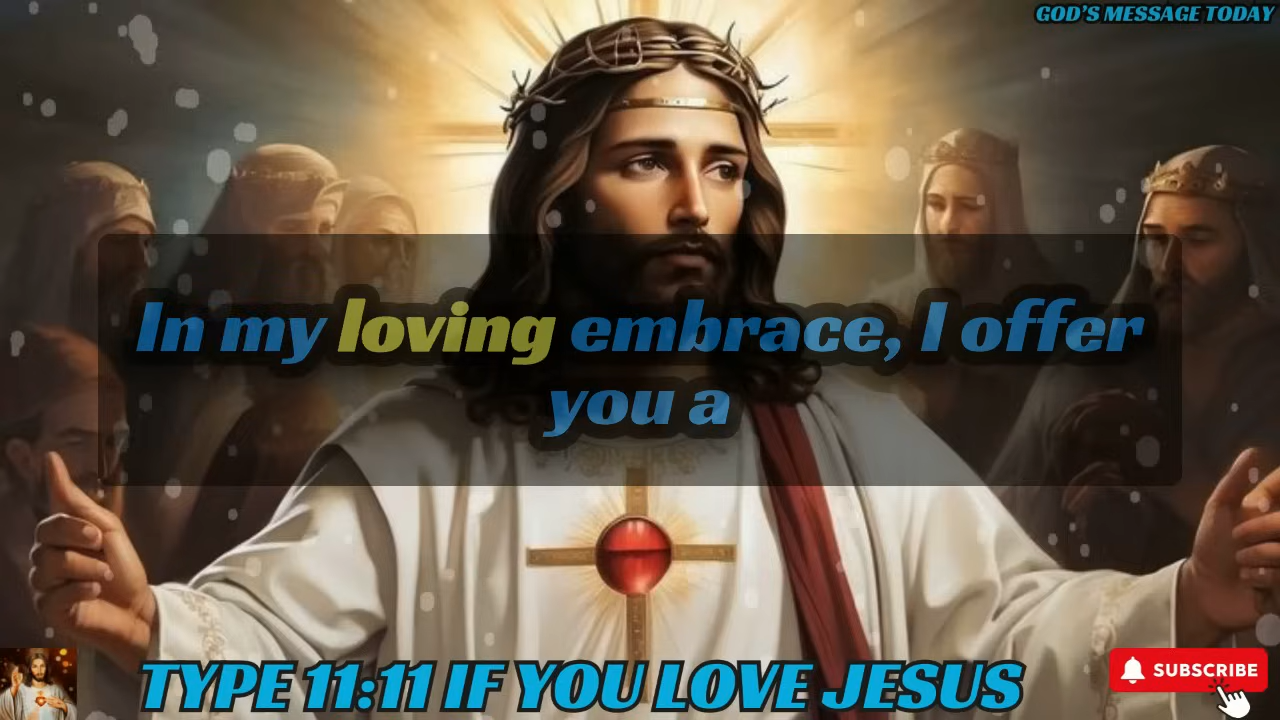 GOD'S MESSAGE TODAY
In my loving embrace, I offer
you a
TYPE 11:11 IF YOU LOVE JESUS
SUBSCRIBE